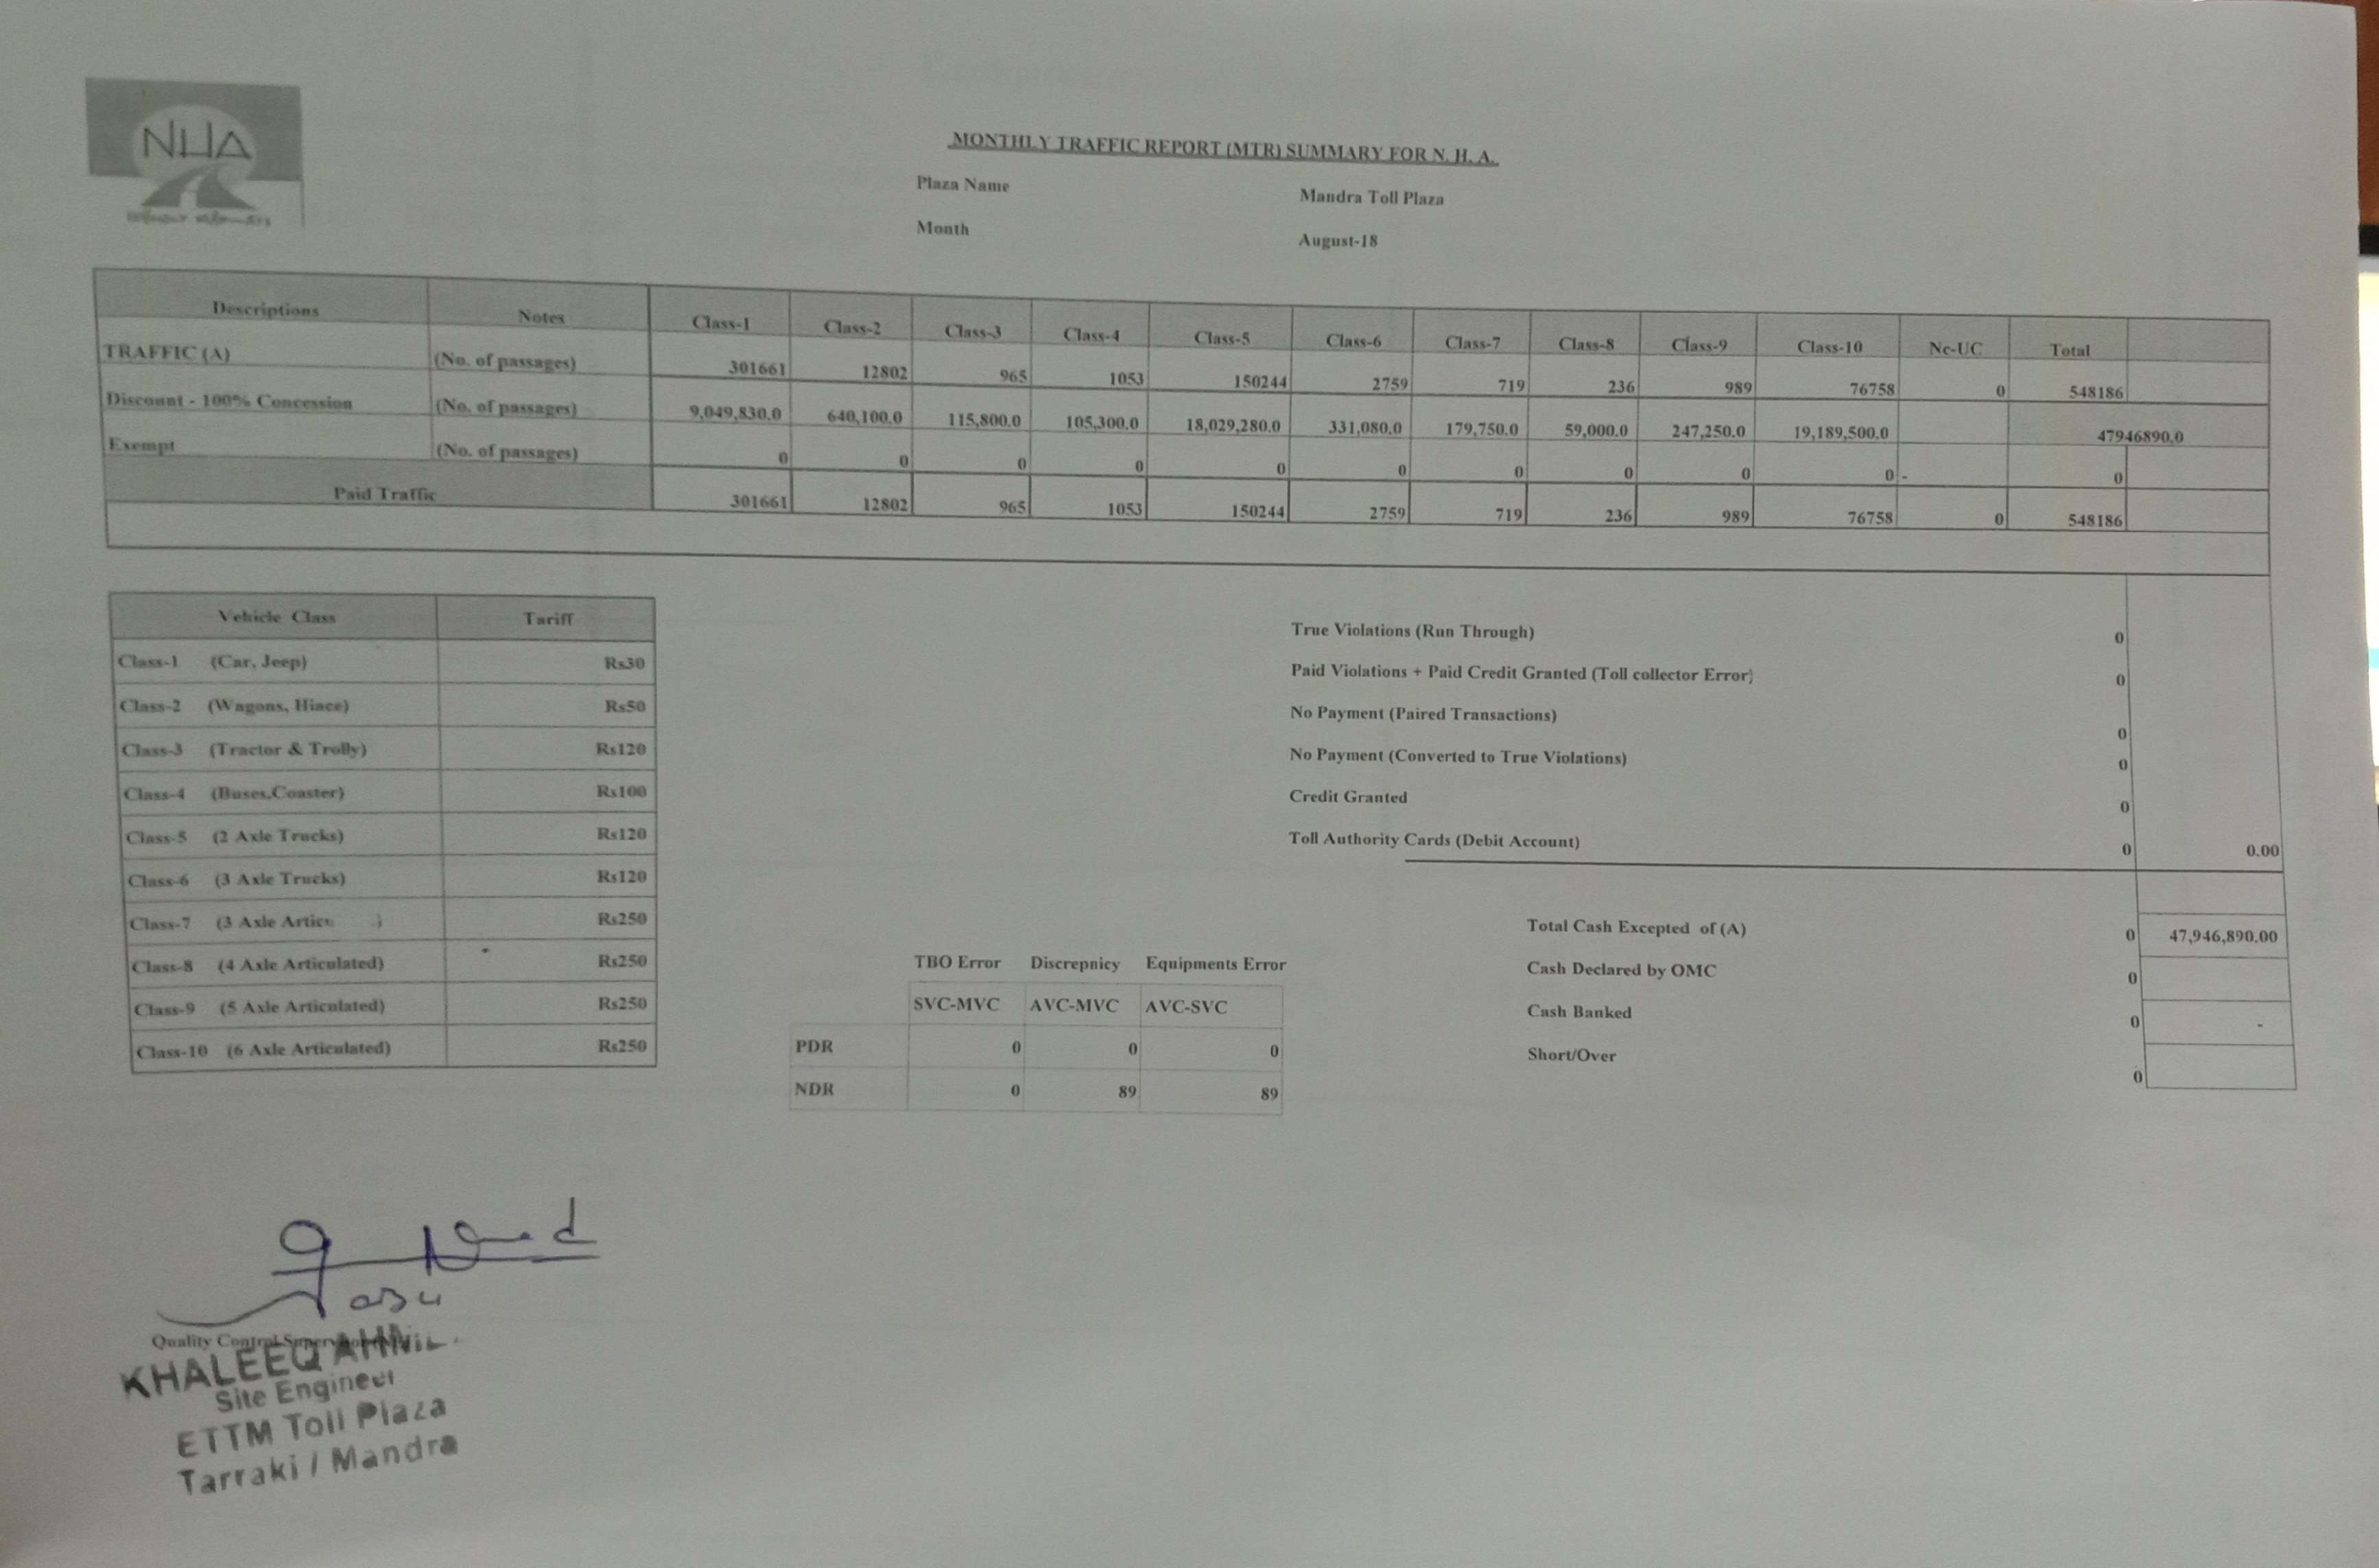 NHA
MONTHLY TRAFFIC REPORT (MTR) SUMMARY FOR N. H. A.
Plaza Name Mandra Toll Plaza
Month August-18
Descriptions Notes Class-1 Class-2 Class-3 Class-4 Class-5 Class-6 Class-7 Class-8 Class-9 Class-10 Nc-UC Total
TRAFFIC (A) (No. of passages) 301661 12802 965 1053 150244 2759 719 236 989 76758 0 548186
Discount - 100% Concession (No. of passages) 9,049,830.0 640,100.0 115,800.0 105,300.0 18,029,280.0 331,080.0 179,750.0 59,000.0 247,250.0 19,189,500.0 47946890.0
Exempt (No. of passages) 0 0 0 0 0 0 0 0 0 0 - 0
Paid Traffic 301661 12802 965 1053 150244 2759 719 236 989 76758 0 548186
Vehicle Class Tariff
Class-1 (Car, Jeep) Rs30
Class-2 (Wagons, Hiace) Rs50
Class-3 (Tractor & Trolly) Rs120
Class-4 (Buses,Coaster) Rs100
Class-5 (2 Axle Trucks) Rs120
Class-6 (3 Axle Trucks) Rs120
Class-7 (3 Axle Rs250
Class-8 (4 Axle Articulated) Rs250
Class-9 (5 Axle Articulated) Rs250
Class-10 (6 Axle Articulated) Rs250
True Violations (Run Through) 0
Paid Violations + Paid Credit Granted (Toll collector Error) 0
No Payment (Paired Transactions) 0
No Payment (Converted to True Violations) 0
Credit Granted 0
Toll Authority Cards (Debit Account) 0 0.00
Total Cash Excepted of (A) 0 47,946,890.00
Cash Declared by OMC 0
Cash Banked 0 -
Short/Over 0
TBO Error Discrepnicy Equipments Error
SVC-MVC AVC-MVC AVC-SVC
PDR 0 0 0
NDR 0 89 89
Quality Control
KHALEEQ
Site Engineer
ETTM Toll Plaza
Tarraki / Mandra